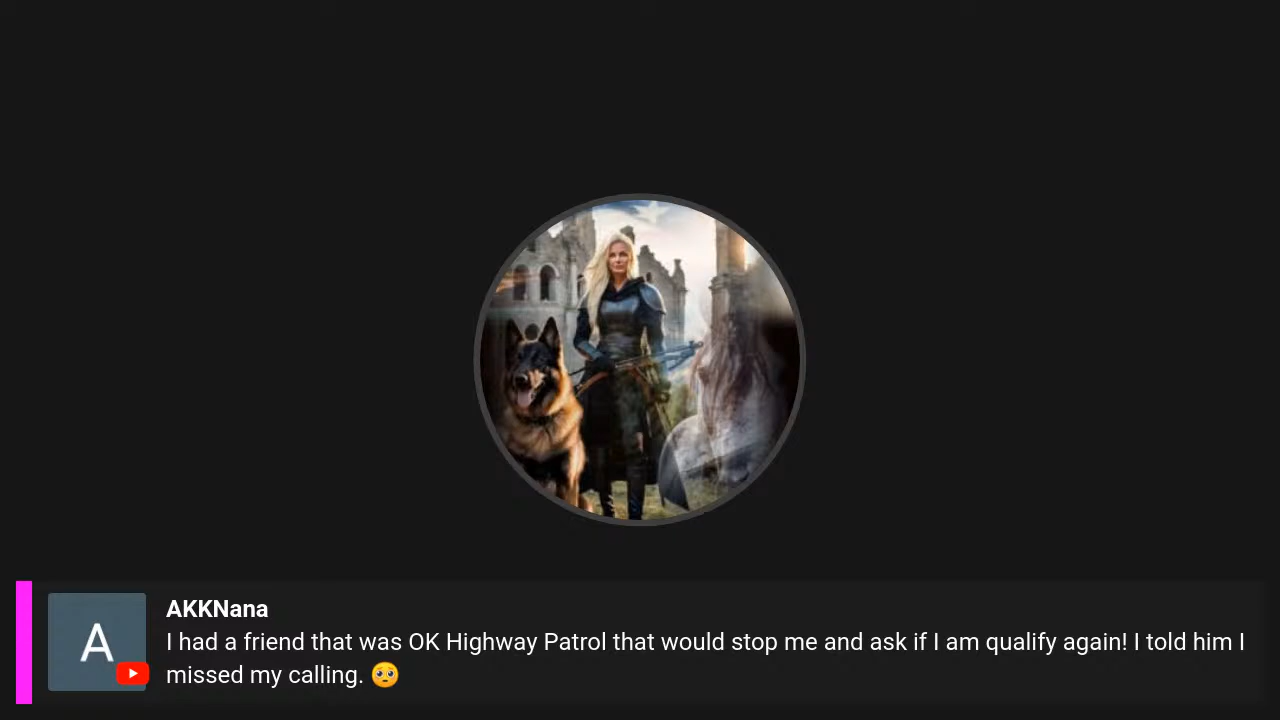 AKKNana
I had a friend that was OK Highway Patrol that would stop me and ask if I am qualify again! I told him I
missed my calling. 🥺
A